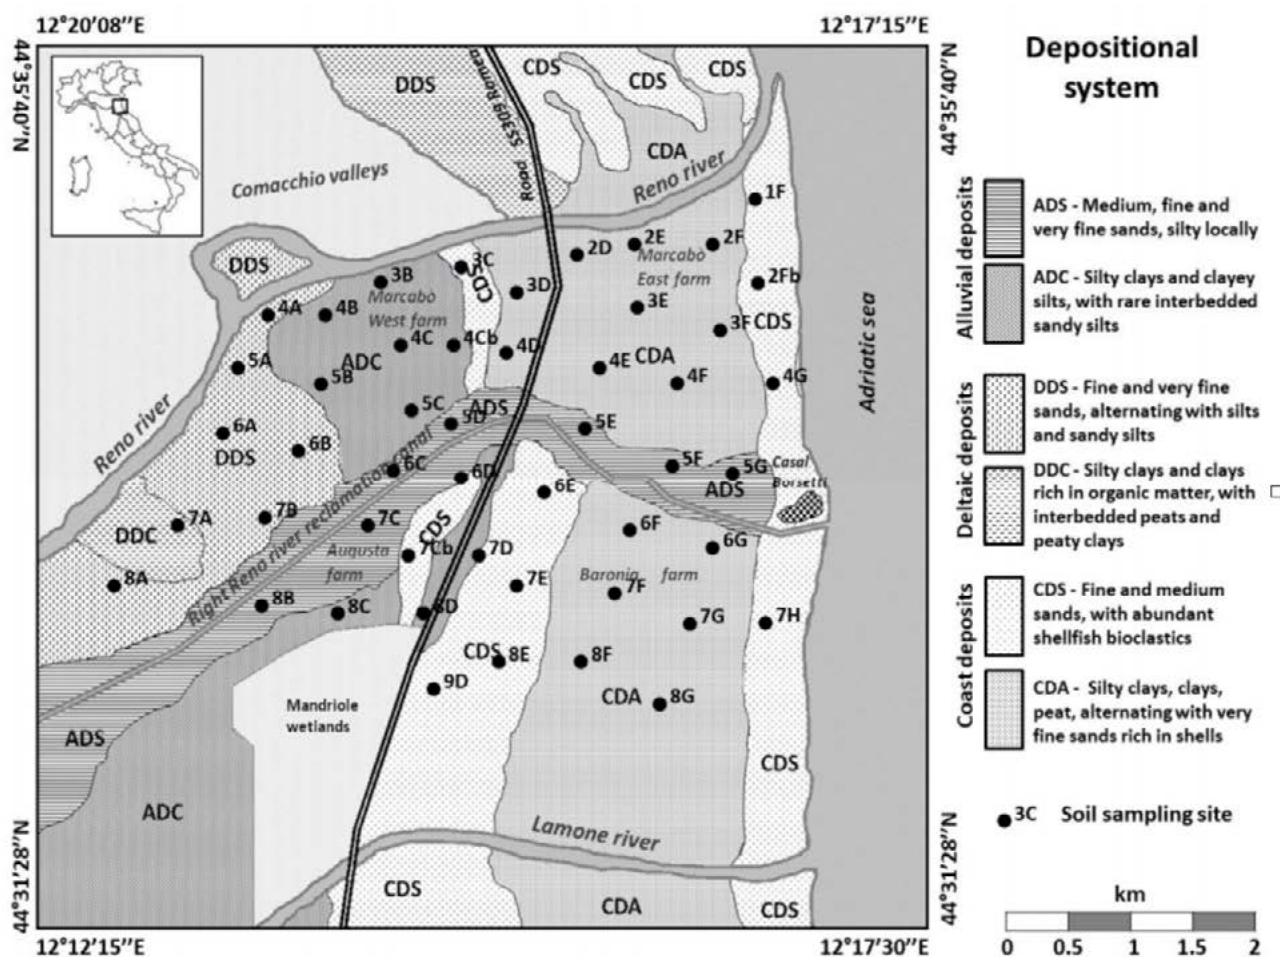 12°20'08''E
12°17'15''E
44°35'40''N
44°35'40''N
DDS
SS309 Romea
Road
CDS
CDS
CDS
CDA
Reno river
Comacchio valleys
1F
2D
2E
2F
Marcabò
East farm
2Fb
DDS
3B
3C
CDS
3D
3E
3F
CDS
Marcabò
West farm
4A
4B
4C
4Cb
4D
4E
CDA
4F
4G
ADC
5A
5B
5C
5D
ADS
5E
5F
5G
ADS
Casal
Borsetti
Adriatic sea
Reno river
6A
DDS
6B
6C
6D
6E
6F
6G
Right Reno river reclamation canal
DDC
7A
7B
7C
CDS
7Cb
7D
7E
Baronia farm
7F
7G
7H
Augusta
farm
8A
8B
8C
8D
CDS
8E
8F
CDA
8G
9D
Mandriole
wetlands
ADS
ADC
CDS
Lamone river
CDS
CDA
CDS
44°31'28''N
44°31'28''N
12°12'15''E
12°17'30''E
Depositional
system
Alluvial deposits
ADS - Medium, fine and
very fine sands, silty locally
ADC - Silty clays and clayey
silts, with rare interbedded
sandy silts
Deltaic deposits
DDS - Fine and very fine
sands, alternating with silts
and sandy silts
DDC - Silty clays and clays
rich in organic matter, with
interbedded peats and
peaty clays
Coast deposits
CDS - Fine and medium
sands, with abundant
shellfish bioclastics
CDA - Silty clays, clays,
peat, alternating with very
fine sands rich in shells
3C Soil sampling site
km
0 0.5 1 1.5 2